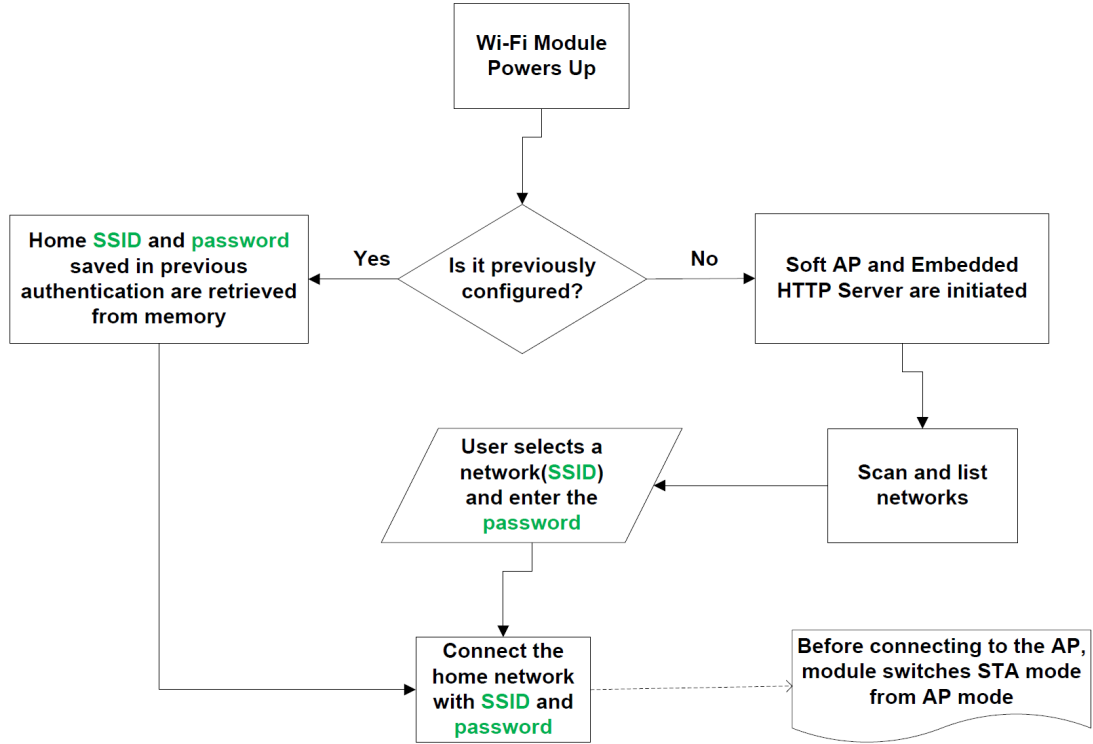 Wi-Fi Module
Powers Up
Home SSID and password
saved in previous
authentication are retrieved
from memory
Yes
Is it previously
configured?
No
Soft AP and Embedded
HTTP Server are initiated
User selects a
network(SSID)
and enter the
password
Scan and list
networks
Connect the
home network
with SSID and
password
Before connecting to the AP,
module switches STA mode
from AP mode